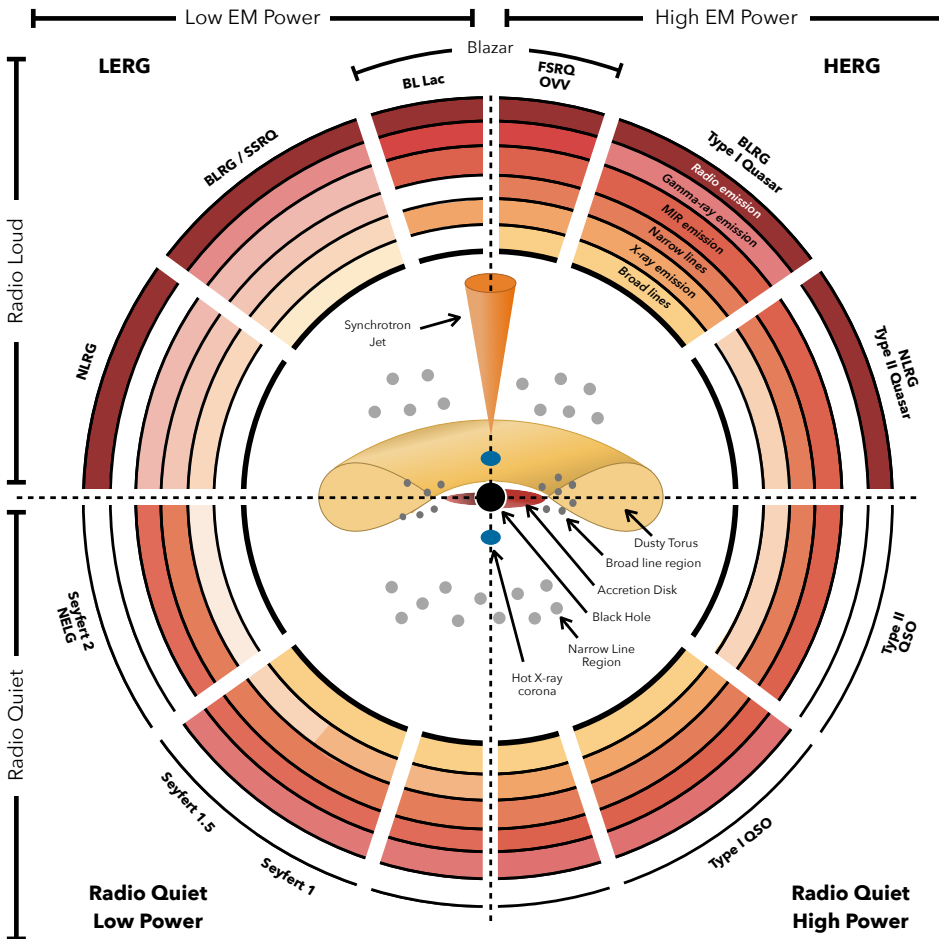 Low EM Power
High EM Power
Blazar
LERG
HERG
BL Lac
FSRQ
OVV
BLRG / SSRQ
BLRG
Type I Quasar
Radio emission
Gamma-ray emission
MIR emission
Narrow lines
X-ray emission
Broad lines
Radio Loud
NLRG
NLRG
Type II Quasar
Synchrotron
Jet
Dusty Torus
Broad line region
Accretion Disk
Black Hole
Narrow Line
Region
Hot X-ray
corona
Radio Quiet
Seyfert 2
NELG
Type II
QSO
Seyfert 1.5
Seyfert 1
Type I QSO
Radio Quiet
Low Power
Radio Quiet
High Power